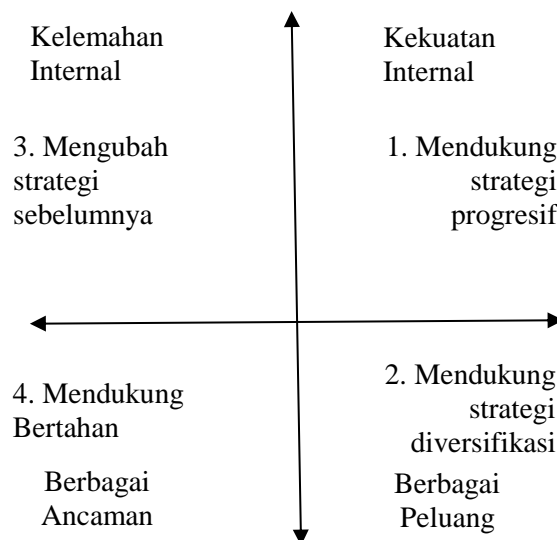 Kelemahan
Internal
Kekuatan
Internal
3. Mengubah
strategi
sebelumnya
1. Mendukung
strategi
progresif
4. Mendukung
Bertahan
2. Mendukung
strategi
diversifikasi
Berbagai
Ancaman
Berbagai
Peluang